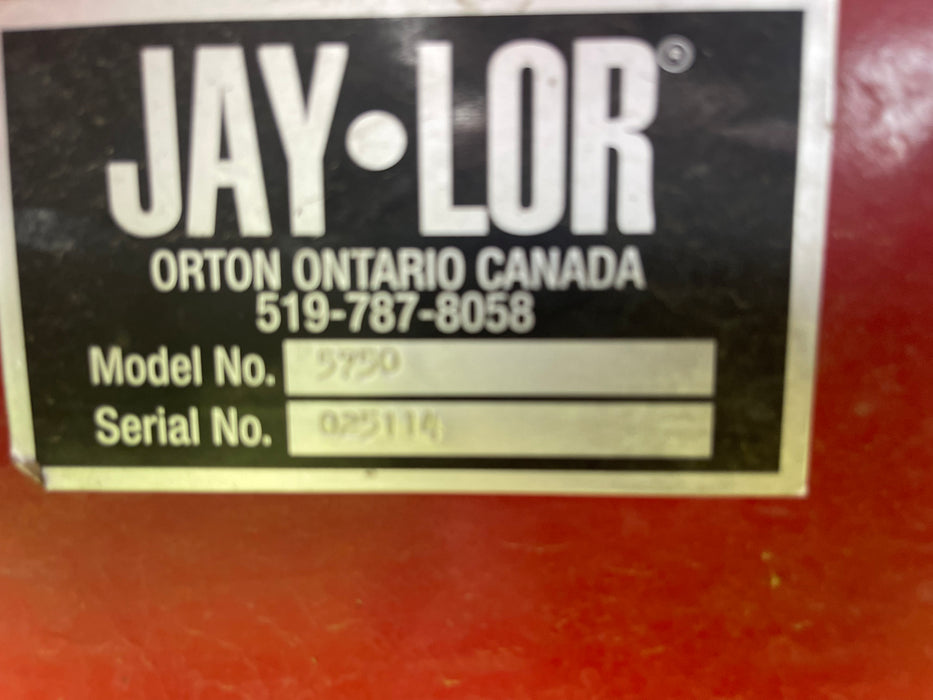 JAY•LOR®
ORTON ONTARIO CANADA
519-787-8058
Model No. 5750
Serial No. 025114